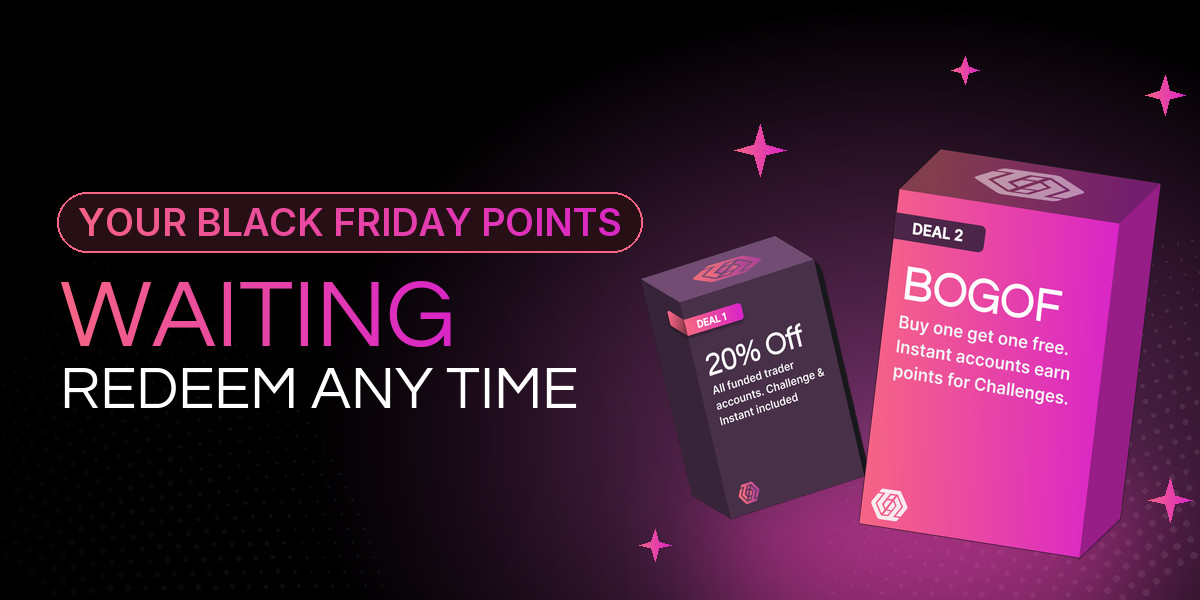 YOUR BLACK FRIDAY POINTS
WAITING
REDEEM ANY TIME
DEAL 1
20% Off
All funded trader
accounts. Challenge &
Instant included
DEAL 2
BOGOF
Buy one get one free.
Instant accounts earn
points for Challenges.